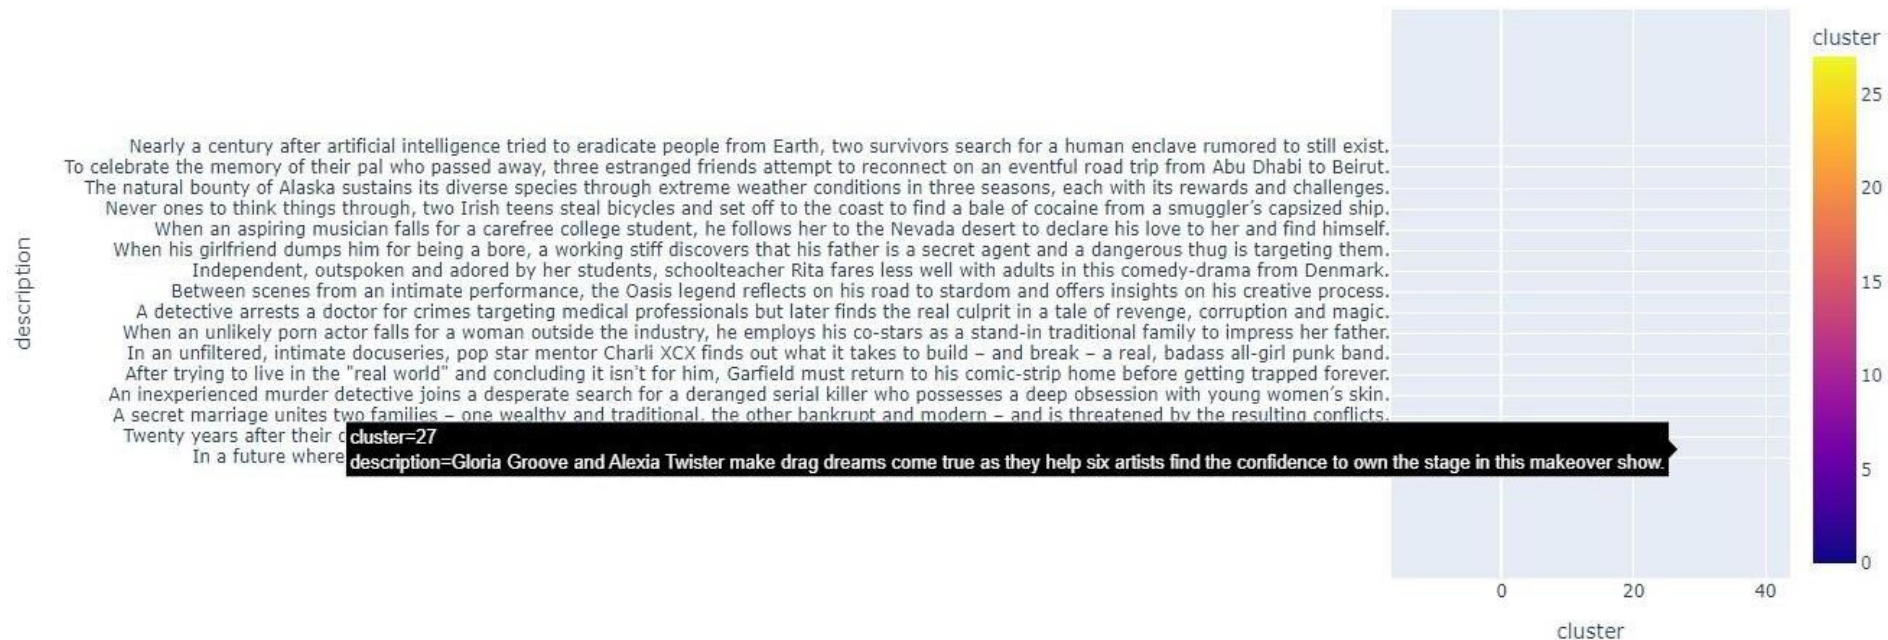 cluster
25
20
15
10
5
0
description
Nearly a century after artificial intelligence tried to eradicate people from Earth, two survivors search for a human enclave rumored to still exist.
To celebrate the memory of their pal who passed away, three estranged friends attempt to reconnect on an eventful road trip from Abu Dhabi to Beirut.
The natural bounty of Alaska sustains its diverse species through extreme weather conditions in three seasons, each with its rewards and challenges.
Never ones to think things through, two Irish teens steal bicycles and set off to the coast to find a bale of cocaine from a smuggler’s capsized ship.
When an aspiring musician falls for a carefree college student, he follows her to the Nevada desert to declare his love to her and find himself.
When his girlfriend dumps him for being a bore, a working stiff discovers that his father is a secret agent and a dangerous thug is targeting them.
Independent, outspoken and adored by her students, schoolteacher Rita fares less well with adults in this comedy-drama from Denmark.
Between scenes from an intimate performance, the Oasis legend reflects on his road to stardom and offers insights on his creative process.
A detective arrests a doctor for crimes targeting medical professionals but later finds the real culprit in a tale of revenge, corruption and magic.
When an unlikely porn actor falls for a woman outside the industry, he employs his co-stars as a stand-in traditional family to impress her father.
In an unfiltered, intimate docuseries, pop star mentor Charli XCX finds out what it takes to build – and break – a real, badass all-girl punk band.
After trying to live in the "real world" and concluding it isn't for him, Garfield must return to his comic-strip home before getting trapped forever.
An inexperienced murder detective joins a desperate search for a deranged serial killer who possesses a deep obsession with young women’s skin.
A secret marriage unites two families – one wealthy and traditional, the other bankrupt and modern – and is threatened by the resulting conflicts.
Twenty years after their
In a future where
cluster=27
description=Gloria Groove and Alexia Twister make drag dreams come true as they help six artists find the confidence to own the stage in this makeover show.
0 20 40
cluster